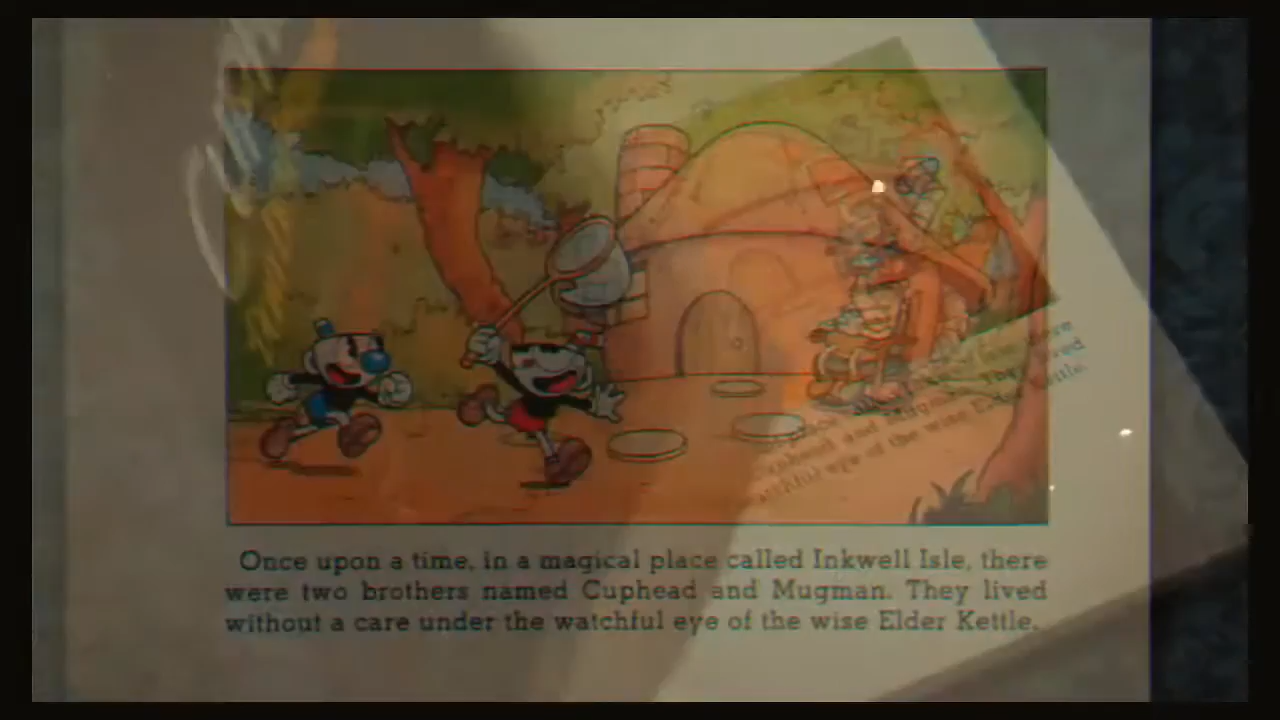 Once upon a time, in a magical place called Inkwell Isle, there
were two brothers named Cuphead and Mugman. They lived
without a care under the watchful eye of the wise Elder Kettle.